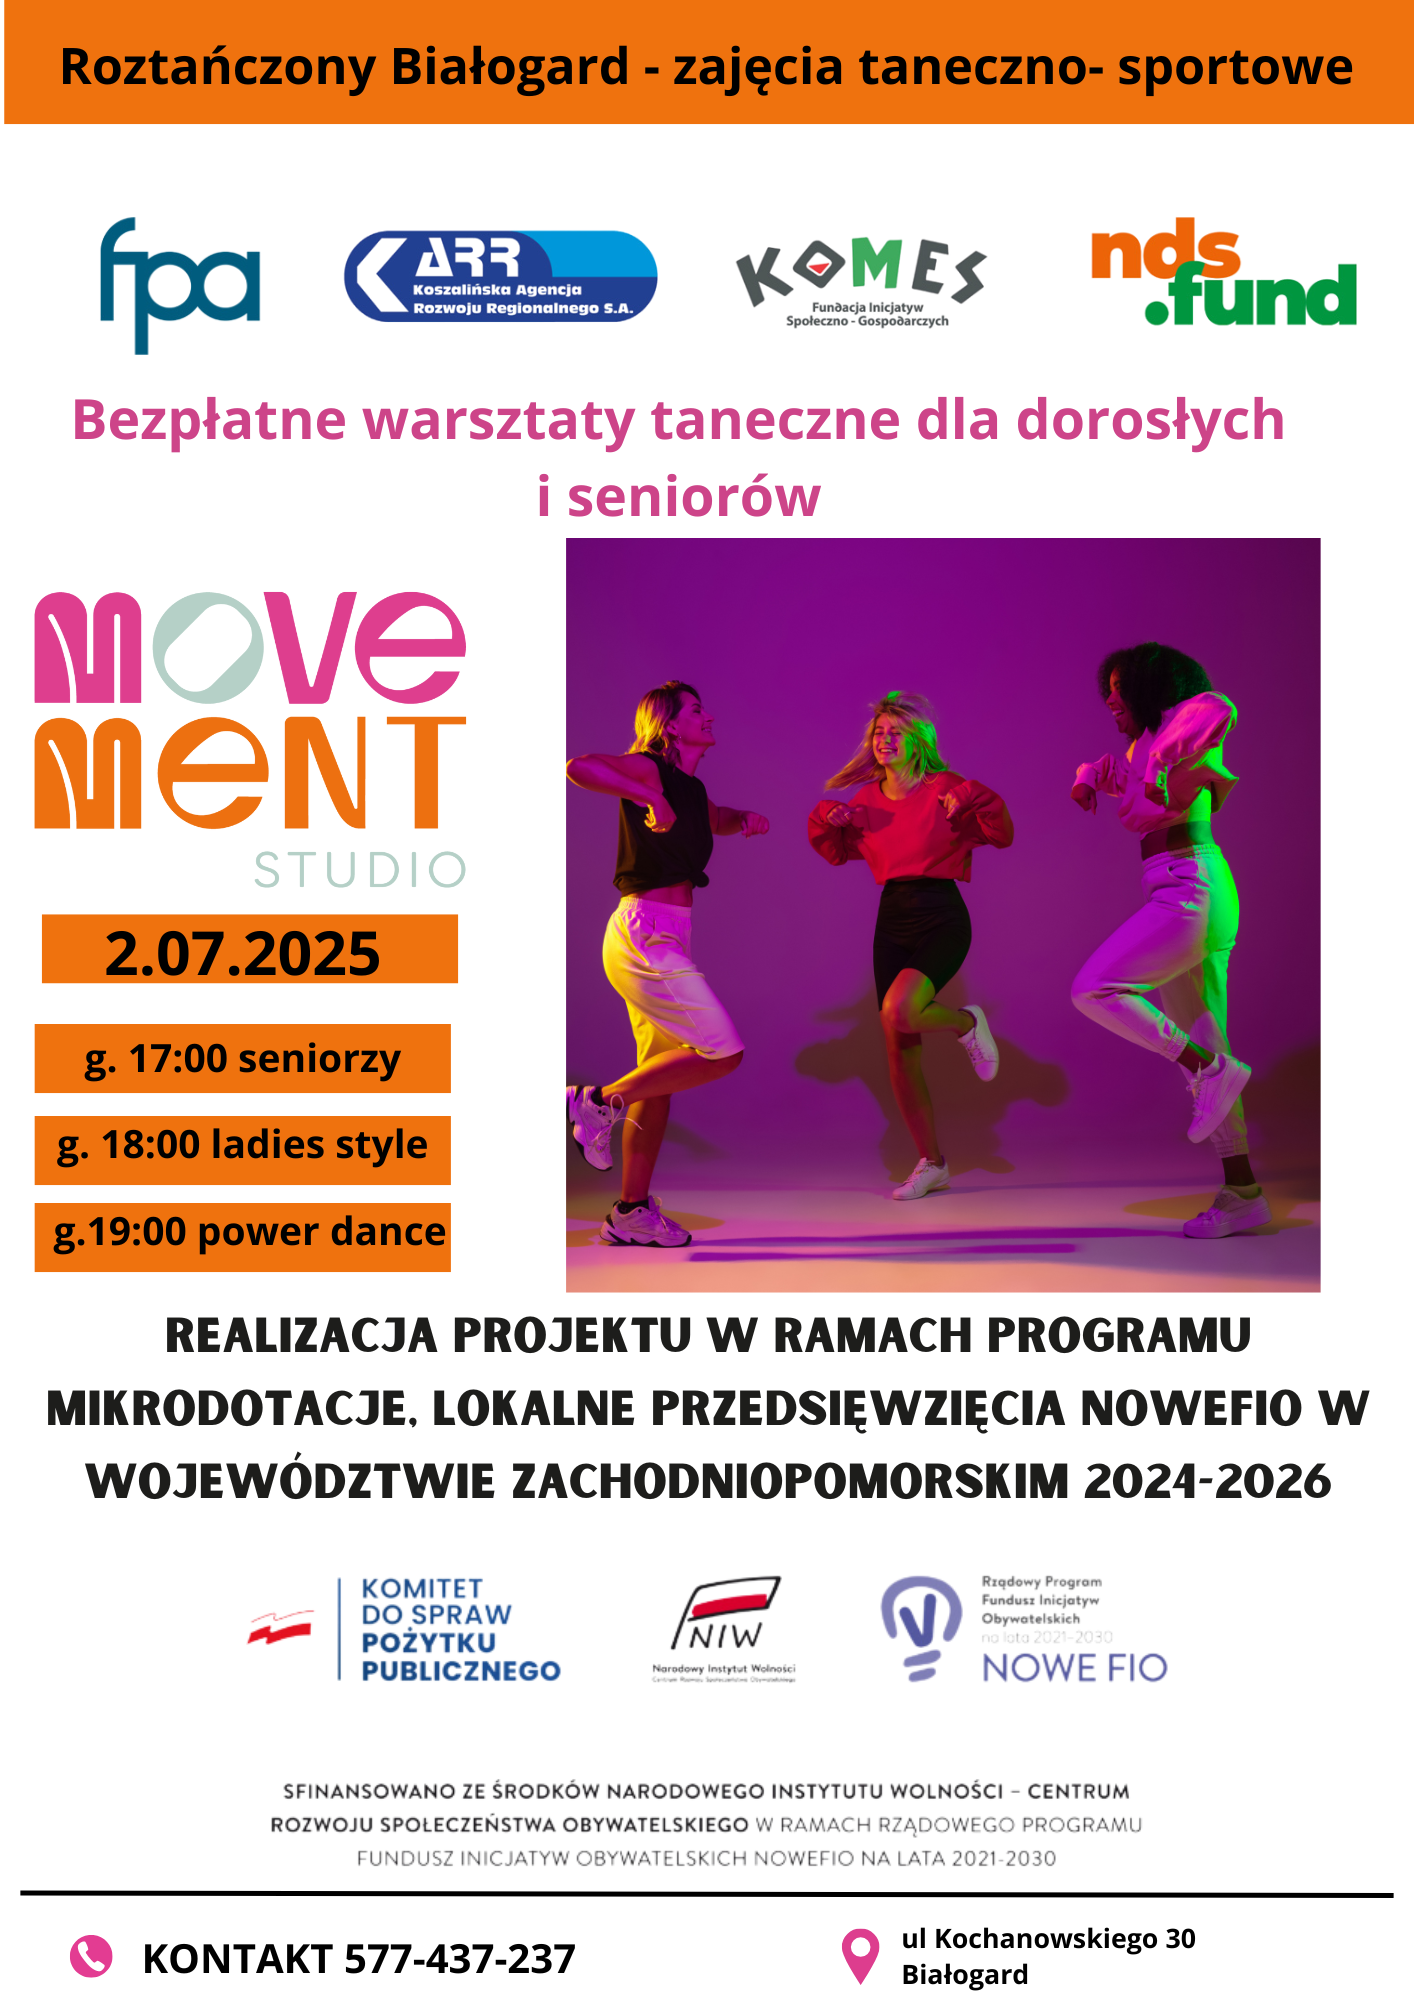 Roztańczony Białogard - zajęcia taneczno- sportowe
fpa
KARR
Koszalińska Agencja
Rozwoju Regionalnego S.A.
KOMES
Fundacja Inicjatyw
Społeczno - Gospodarczych
nds
.fund
Bezpłatne warsztaty taneczne dla dorosłych
i seniorów
MOVE
MENT
STUDIO
2.07.2025
g. 17:00 seniorzy
g. 18:00 ladies style
g.19:00 power dance
REALIZACJA PROJEKTU W RAMACH PROGRAMU
MIKRODOTACJE, LOKALNE PRZEDSIĘWZIĘCIA NOWEFIO W
WOJEWÓDZTWIE ZACHODNIOPOMORSKIM 2024-2026
KOMITET
DO SPRAW
POŻYTKU
PUBLICZNEGO
NIW
Narodowy Instytut Wolności
Centrum Rozwoju Społeczeństwa Obywatelskiego
Rządowy Program
Fundusz Inicjatyw
Obywatelskich
na lata 2021-2030
NOWE FIO
SFINANSOWANO ZE ŚRODKÓW NARODOWEGO INSTYTUTU WOLNOŚCI – CENTRUM
ROZWOJU SPOŁECZEŃSTWA OBYWATELSKIEGO W RAMACH RZĄDOWEGO PROGRAMU
FUNDUSZ INICJATYW OBYWATELSKICH NOWEFIO NA LATA 2021-2030
KONTAKT 577-437-237
ul Kochanowskiego 30
Białogard